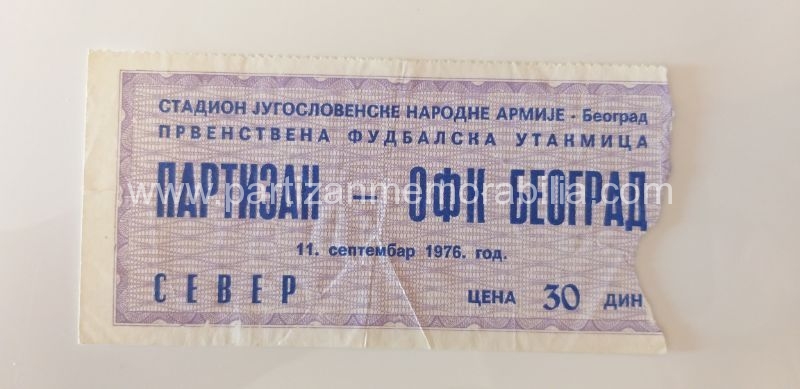 СТАДИОН ЈУГОСЛОВЕНСКЕ НАРОДНЕ АРМИЈЕ - Београд
ПРВЕНСТВЕНА ФУДБАЛСКА УТАКМИЦА
ПАРТИЗАН — ОФК БЕОГРАД
www.partizanmemorabilia.com
11. септембар 1976. год.
СЕВЕР ЦЕНА 30 ДИН